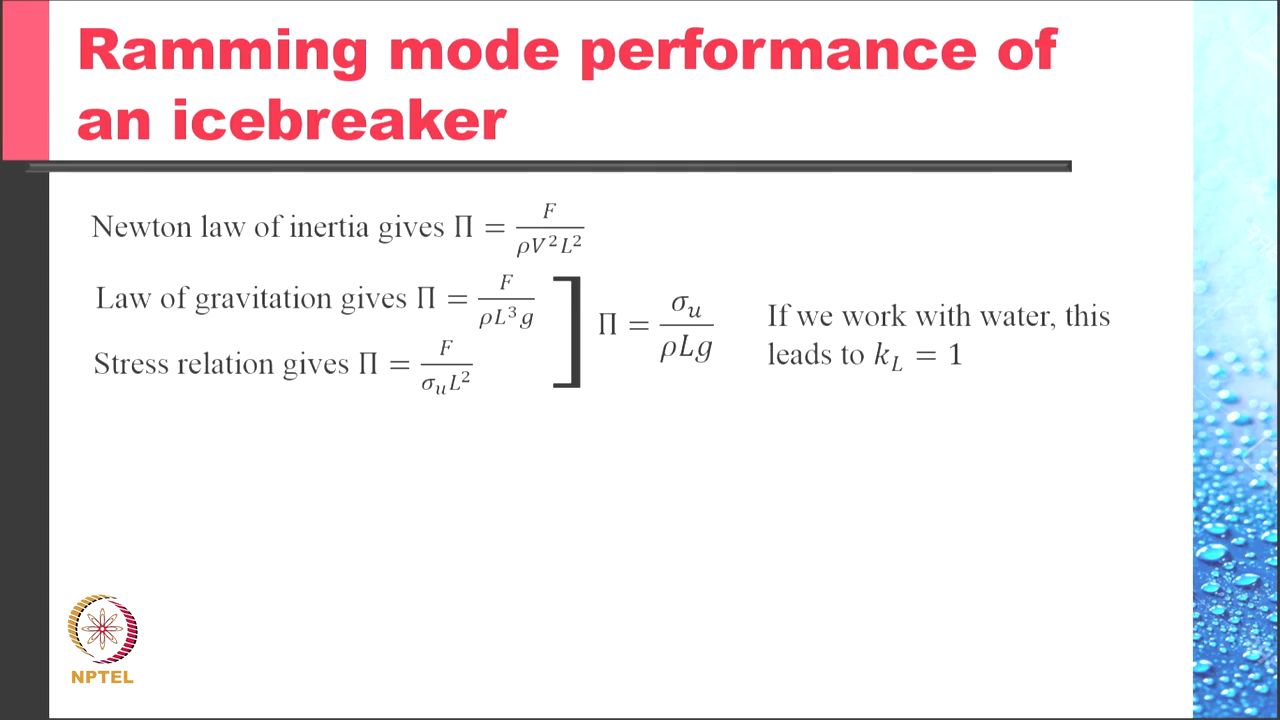 Ramming mode performance of
an icebreaker
Newton law of inertia gives Π = F / ρV²L²
Law of gravitation gives Π = F / ρL³g
Stress relation gives Π = F / σᵤL²
Π = σᵤ / ρLg
If we work with water, this
leads to k_L = 1
NPTEL